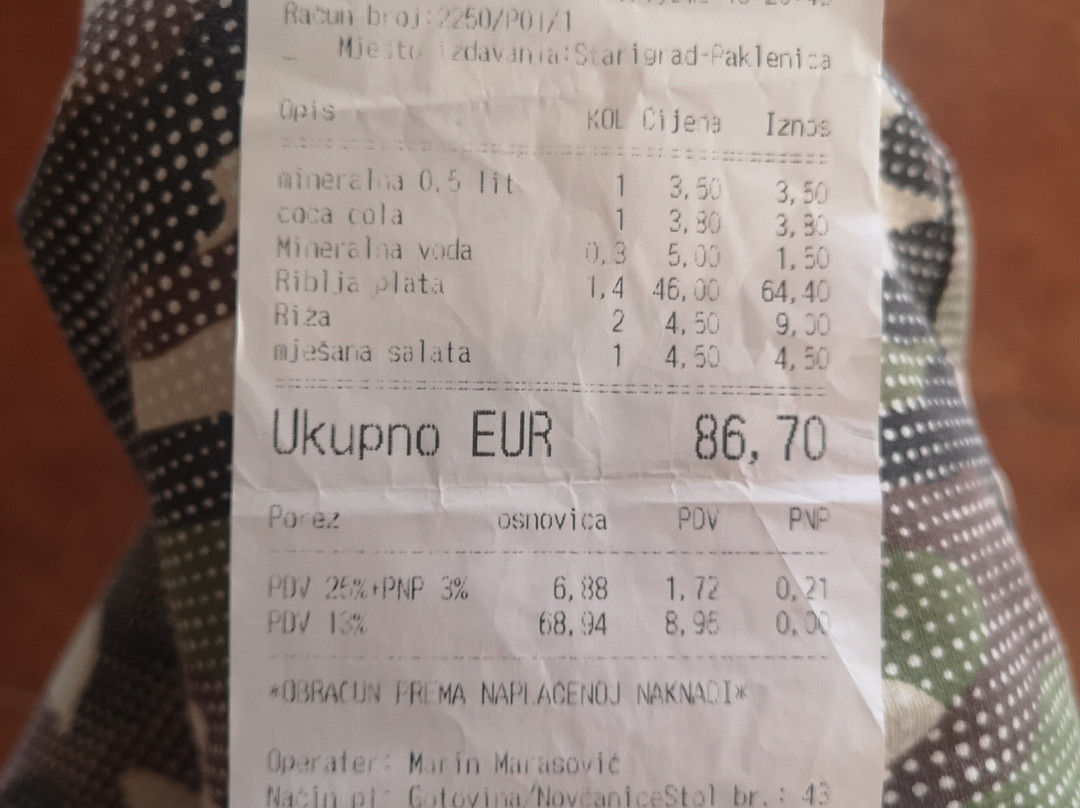 Račun broj:2250/P01/1
Mjesto izdavanja:Starigrad-Paklenica
Opis KOL Cijena Iznos
mineralna 0,5 lit 1 3,50 3,50
coca cola 1 3,80 3,80
Mineralna voda 0,3 5,00 1,50
Riblja plata 1,4 46,00 64,40
Riža 2 4,50 9,00
mješana salata 1 4,50 4,50
Ukupno EUR 86,70
Porez osnovica PDV PNP
PDV 25%+PNP 3% 6,88 1,72 0,21
PDV 13% 68,94 8,96 0,00
*OBRAČUN PREMA NAPLAĆENOJ NAKNADI*
Operater: Marin Marasović
Način pl: Gotovina/NovčaniceStol br.: 43